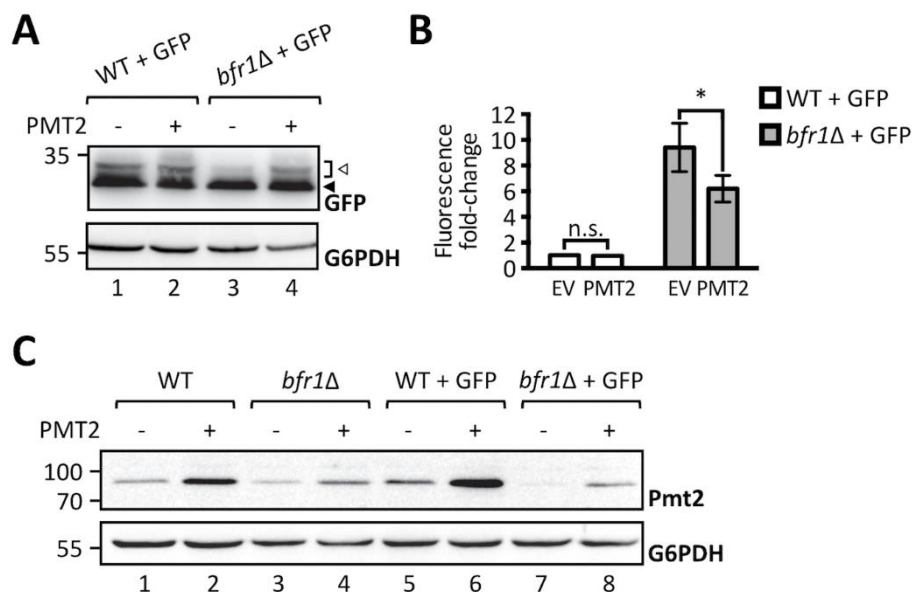 A
WT + GFP
bfr1Δ + GFP
PMT2 - + - +
35
GFP
55
G6PDH
1 2 3 4
B
WT + GFP
bfr1Δ + GFP
Fluorescence
fold-change
12
10
8
6
4
2
0
n.s.
*
EV PMT2 EV PMT2
C
WT bfr1Δ WT + GFP bfr1Δ + GFP
PMT2 - + - + - + - +
100
70
Pmt2
55
G6PDH
1 2 3 4 5 6 7 8